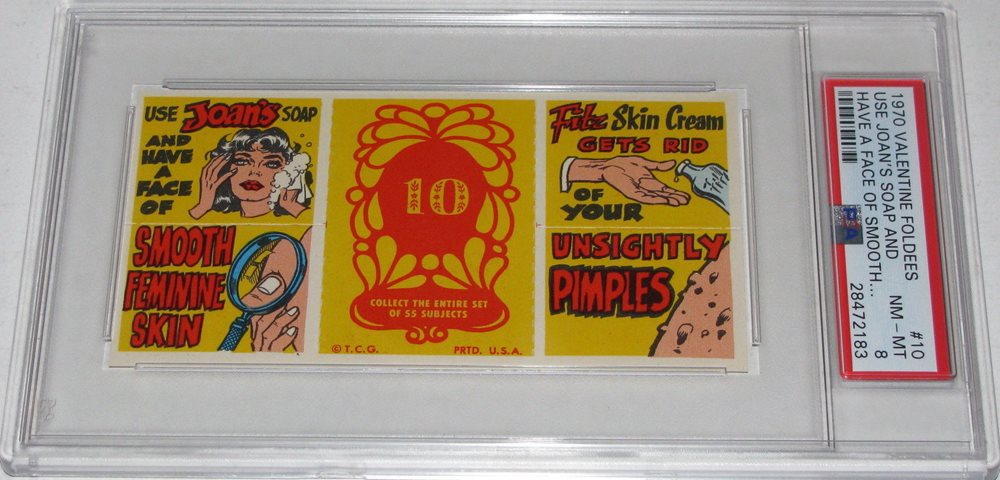 USE Joan's SOAP
AND
HAVE
A
FACE
OF
SMOOTH
FEMININE
SKIN
10
COLLECT THE ENTIRE SET
OF 55 SUBJECTS
© T.C.G. PRTD. U.S.A.
Fitz Skin Cream
GETS RID
OF
YOUR
UNSIGHTLY
PIMPLES
1970 VALENTINE FOLDEES #10
USE JOAN'S SOAP AND NM – MT
HAVE A FACE OF SMOOTH... 8
28472183
PSA